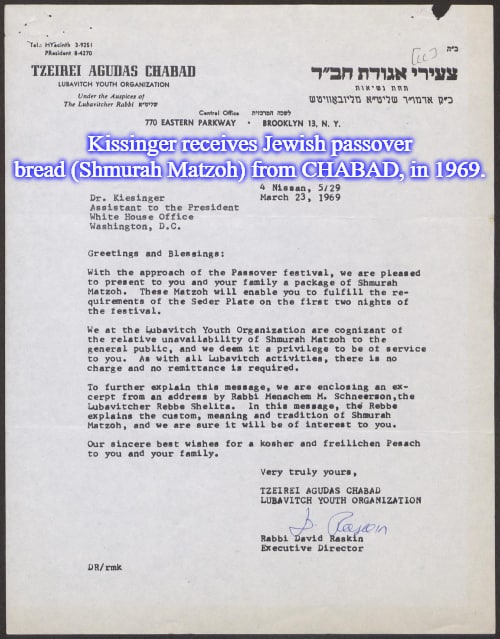 Tel.: HYacinth 3-9251
PResident 8-4270
TZEIREI AGUDAS CHABAD
LUBAVITCH YOUTH ORGANIZATION
Under the Auspices of
The Lubavitcher Rabbi שליט״א
ב״ה
צעירי אגודת חב״ד
תחת נשיאות
כ״ק אדמו״ר שליט״א מליובאוויטש
Central Office לשכה המרכזית
770 EASTERN PARKWAY • BROOKLYN 13, N. Y.
Kissinger receives Jewish passover
bread (Shmurah Matzoh) from CHABAD, in 1969.
4 Nissan, 5729
March 23, 1969
Dr. Kiesinger
Assistant to the President
White House Office
Washington, D.C.
Greetings and Blessings:
With the approach of the Passover festival, we are pleased
to present to you and your family a package of Shmurah
Matzoh. These Matzoh will enable you to fulfill the re-
quirements of the Seder Plate on the first two nights of
the festival.
We at the Lubavitch Youth Organization are cognizant of
the relative unavailability of Shmurah Matzoh to the
general public, and we deem it a privilege to be of service
to you. As with all Lubavitch activities, there is no
charge and no remittance is required.
To further explain this message, we are enclosing an ex-
cerpt from an address by Rabbi Menachem M. Schneerson,the
Lubavitcher Rebbe Shelita. In this message, the Rebbe
explains the custom, meaning and tradition of Shmurah
Matzoh, and we are sure it will be of interest to you.
Our sincere best wishes for a kosher and freilichen Pesach
to you and your family.
Very truly yours,
TZEIREI AGUDAS CHABAD
LUBAVITCH YOUTH ORGANIZATION
D. Raskin
Rabbi David Raskin
Executive Director
DR/rmk